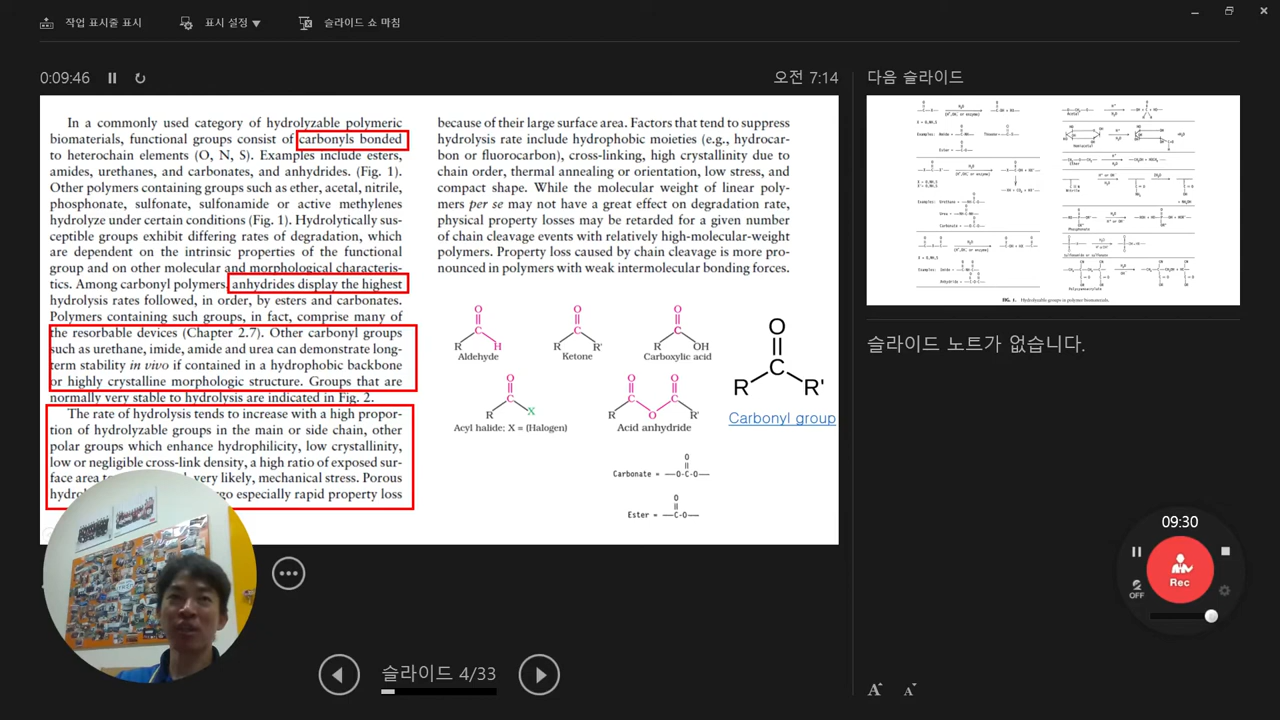 작업 표시줄 표시
표시 설정 ▼
슬라이드 쇼 마침
0:09:46
오전 7:14
다음 슬라이드
In a commonly used category of hydrolyzable polymeric
biomaterials, functional groups consist of carbonyls bonded
to heterochain elements (O, N, S). Examples include esters,
amides, urethanes, and carbonates, and anhydrides. (Fig. 1).
Other polymers containing groups such as ether, acetal, nitrile,
phosphonate, sulfonate, sulfonamide or active methylenes
hydrolyze under certain conditions (Fig. 1). Hydrolytically sus-
ceptible groups exhibit differing rates of degradation, which
are dependent on the intrinsic properties of the functional
group and on other molecular and morphological characteris-
tics. Among carbonyl polymers, anhydrides display the highest
hydrolysis rates followed, in order, by esters and carbonates.
Polymers containing such groups, in fact, comprise many of
the resorbable devices (Chapter 2.7). Other carbonyl groups
such as urethane, imide, amide and urea can demonstrate long-
term stability in vivo if contained in a hydrophobic backbone
or highly crystalline morphologic structure. Groups that are
normally very stable to hydrolysis are indicated in Fig. 2.
The rate of hydrolysis tends to increase with a high propor-
tion of hydrolyzable groups in the main or side chain, other
polar groups which enhance hydrophilicity, low crystallinity,
low or negligible cross-link density, a high ratio of exposed sur-
face area very likely, mechanical stress. Porous
especially rapid property loss
because of their large surface area. Factors that tend to suppress
hydrolysis rate include hydrophobic moieties (e.g., hydrocar-
bon or fluorocarbon), cross-linking, high crystallinity due to
chain order, thermal annealing or orientation, low stress, and
compact shape. While the molecular weight of linear poly-
mers per se may not have a great effect on degradation rate,
physical property losses may be retarded for a given number
of chain cleavage events with relatively high-molecular-weight
polymers. Property loss caused by chain cleavage is more pro-
nounced in polymers with weak intermolecular bonding forces.
O
R H
Aldehyde
O
R R'
Ketone
O
R OH
Carboxylic acid
O
R X
Acyl halide; X = (Halogen)
O O
R O R'
Acid anhydride
O
C
R R'
Carbonyl group
O
Carbonate = -O-C-O-
O
Ester = -C-O-
FIG. 1. Hydrolyzable groups in polymer biomaterials.
슬라이드 노트가 없습니다.
09:30
Rec
OFF
슬라이드 4/33
A A